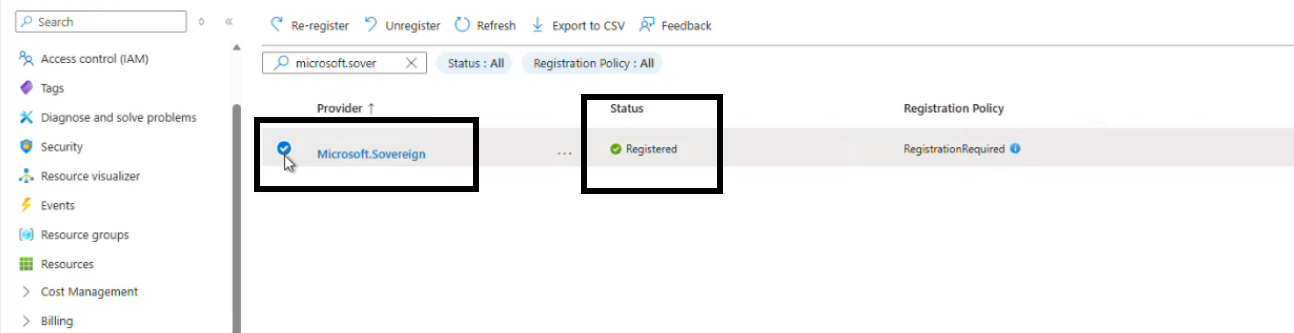 Search
Re-register Unregister Refresh Export to CSV Feedback
microsoft.sover Status : All Registration Policy : All
Access control (IAM)
Tags
Diagnose and solve problems
Security
Resource visualizer
Events
Resource groups
Resources
Cost Management
Billing
Provider ↑ Status Registration Policy
Microsoft.Sovereign ... Registered RegistrationRequired